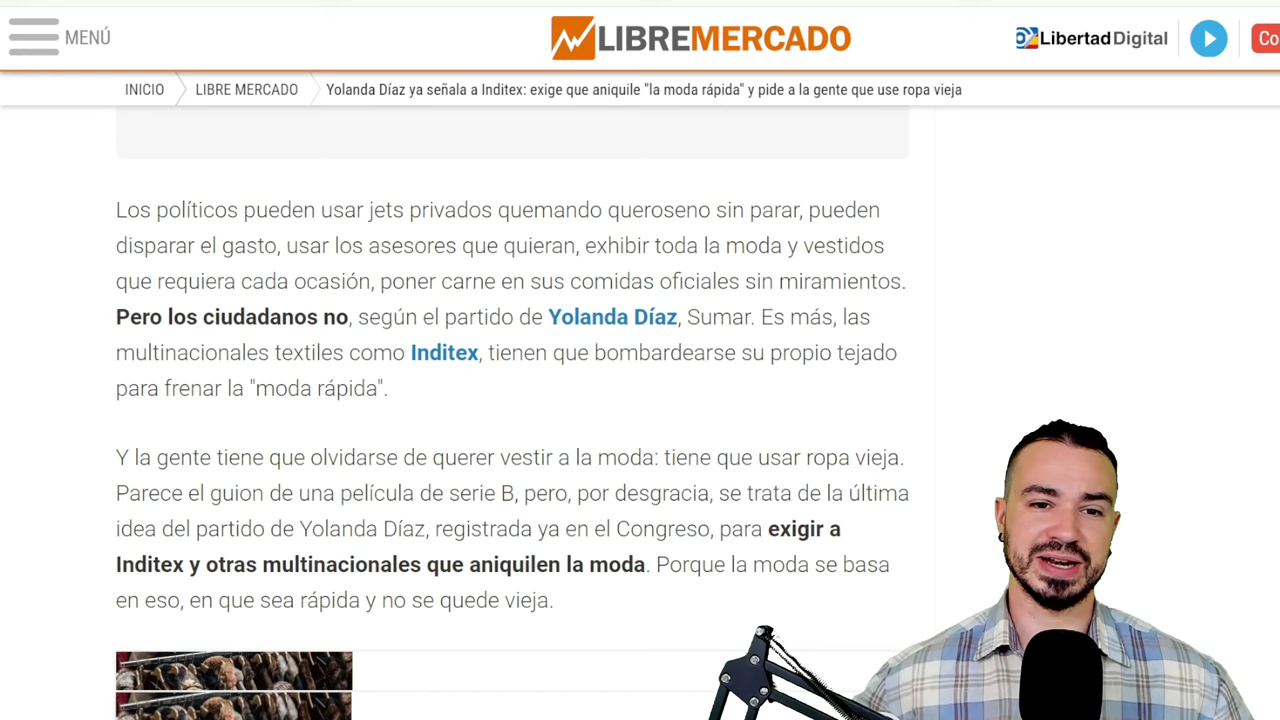 MENÚ
LIBREMERCADO
Libertad Digital
Co
INICIO
LIBRE MERCADO
Yolanda Díaz ya señala a Inditex: exige que aniquile "la moda rápida" y pide a la gente que use ropa vieja
Los políticos pueden usar jets privados quemando queroseno sin parar, pueden
disparar el gasto, usar los asesores que quieran, exhibir toda la moda y vestidos
que requiera cada ocasión, poner carne en sus comidas oficiales sin miramientos.
Pero los ciudadanos no, según el partido de Yolanda Díaz, Sumar. Es más, las
multinacionales textiles como Inditex, tienen que bombardearse su propio tejado
para frenar la "moda rápida".
Y la gente tiene que olvidarse de querer vestir a la moda: tiene que usar ropa vieja.
Parece el guion de una película de serie B, pero, por desgracia, se trata de la última
idea del partido de Yolanda Díaz, registrada ya en el Congreso, para exigir a
Inditex y otras multinacionales que aniquilen la moda. Porque la moda se basa
en eso, en que sea rápida y no se quede vieja.